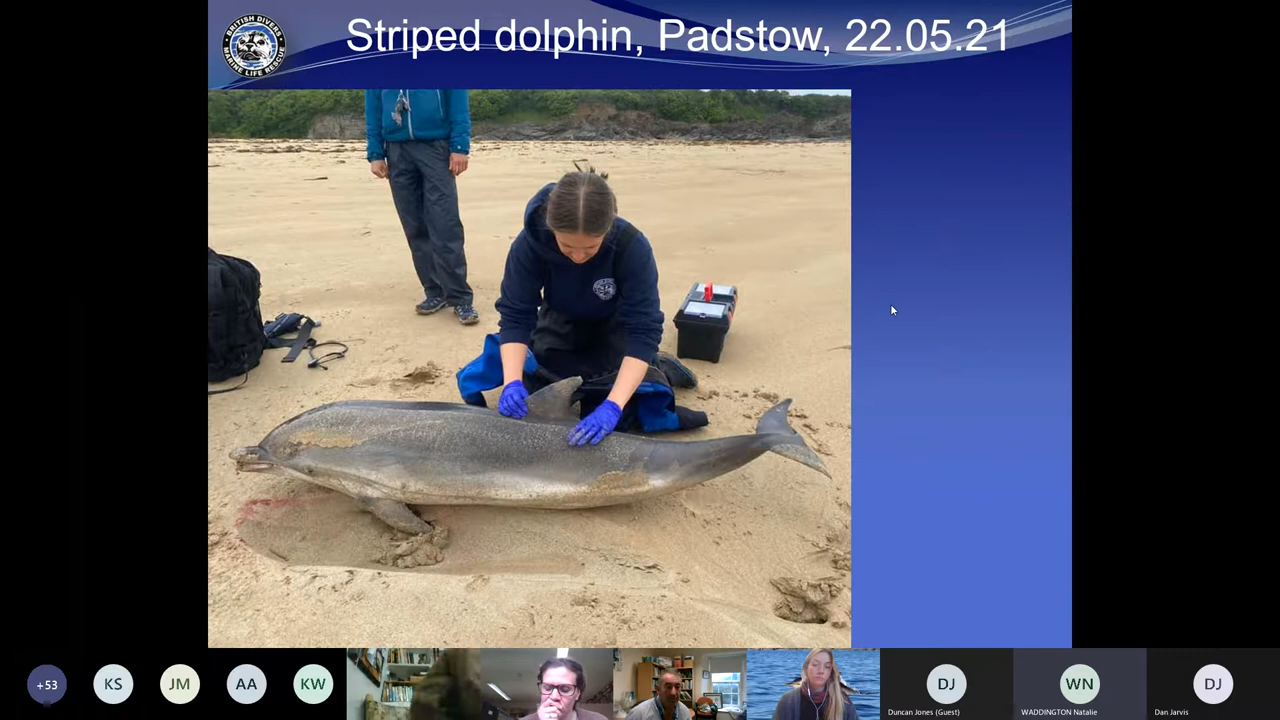 BRITISH DIVERS
MARINE LIFE RESCUE
Striped dolphin, Padstow, 22.05.21
+53
KS
JM
AA
KW
DJ
WN
DJ
Duncan Jones (Guest)
WADDINGTON Natalie
Dan Jarvis